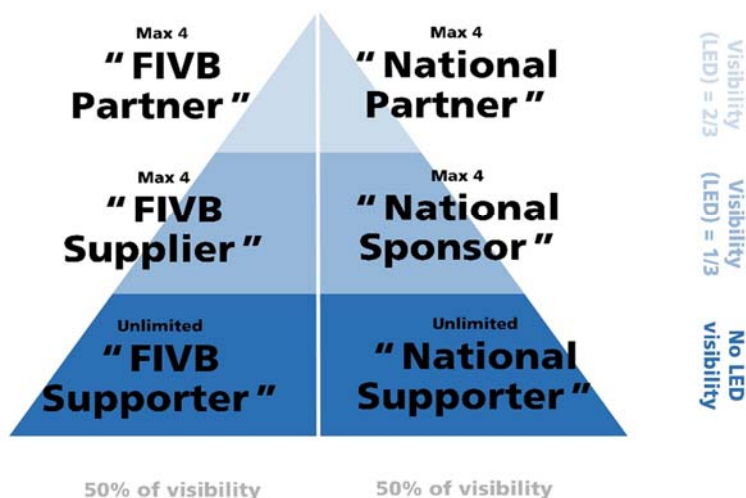 Max 4
“ FIVB
Partner ”
Max 4
“ National
Partner ”
Visibility
(LED) = 2/3
Max 4
“ FIVB
Supplier ”
Max 4
“ National
Sponsor ”
Visibility
(LED) = 1/3
Unlimited
“ FIVB
Supporter ”
Unlimited
“ National
Supporter ”
No LED
visibility
50% of visibility
50% of visibility